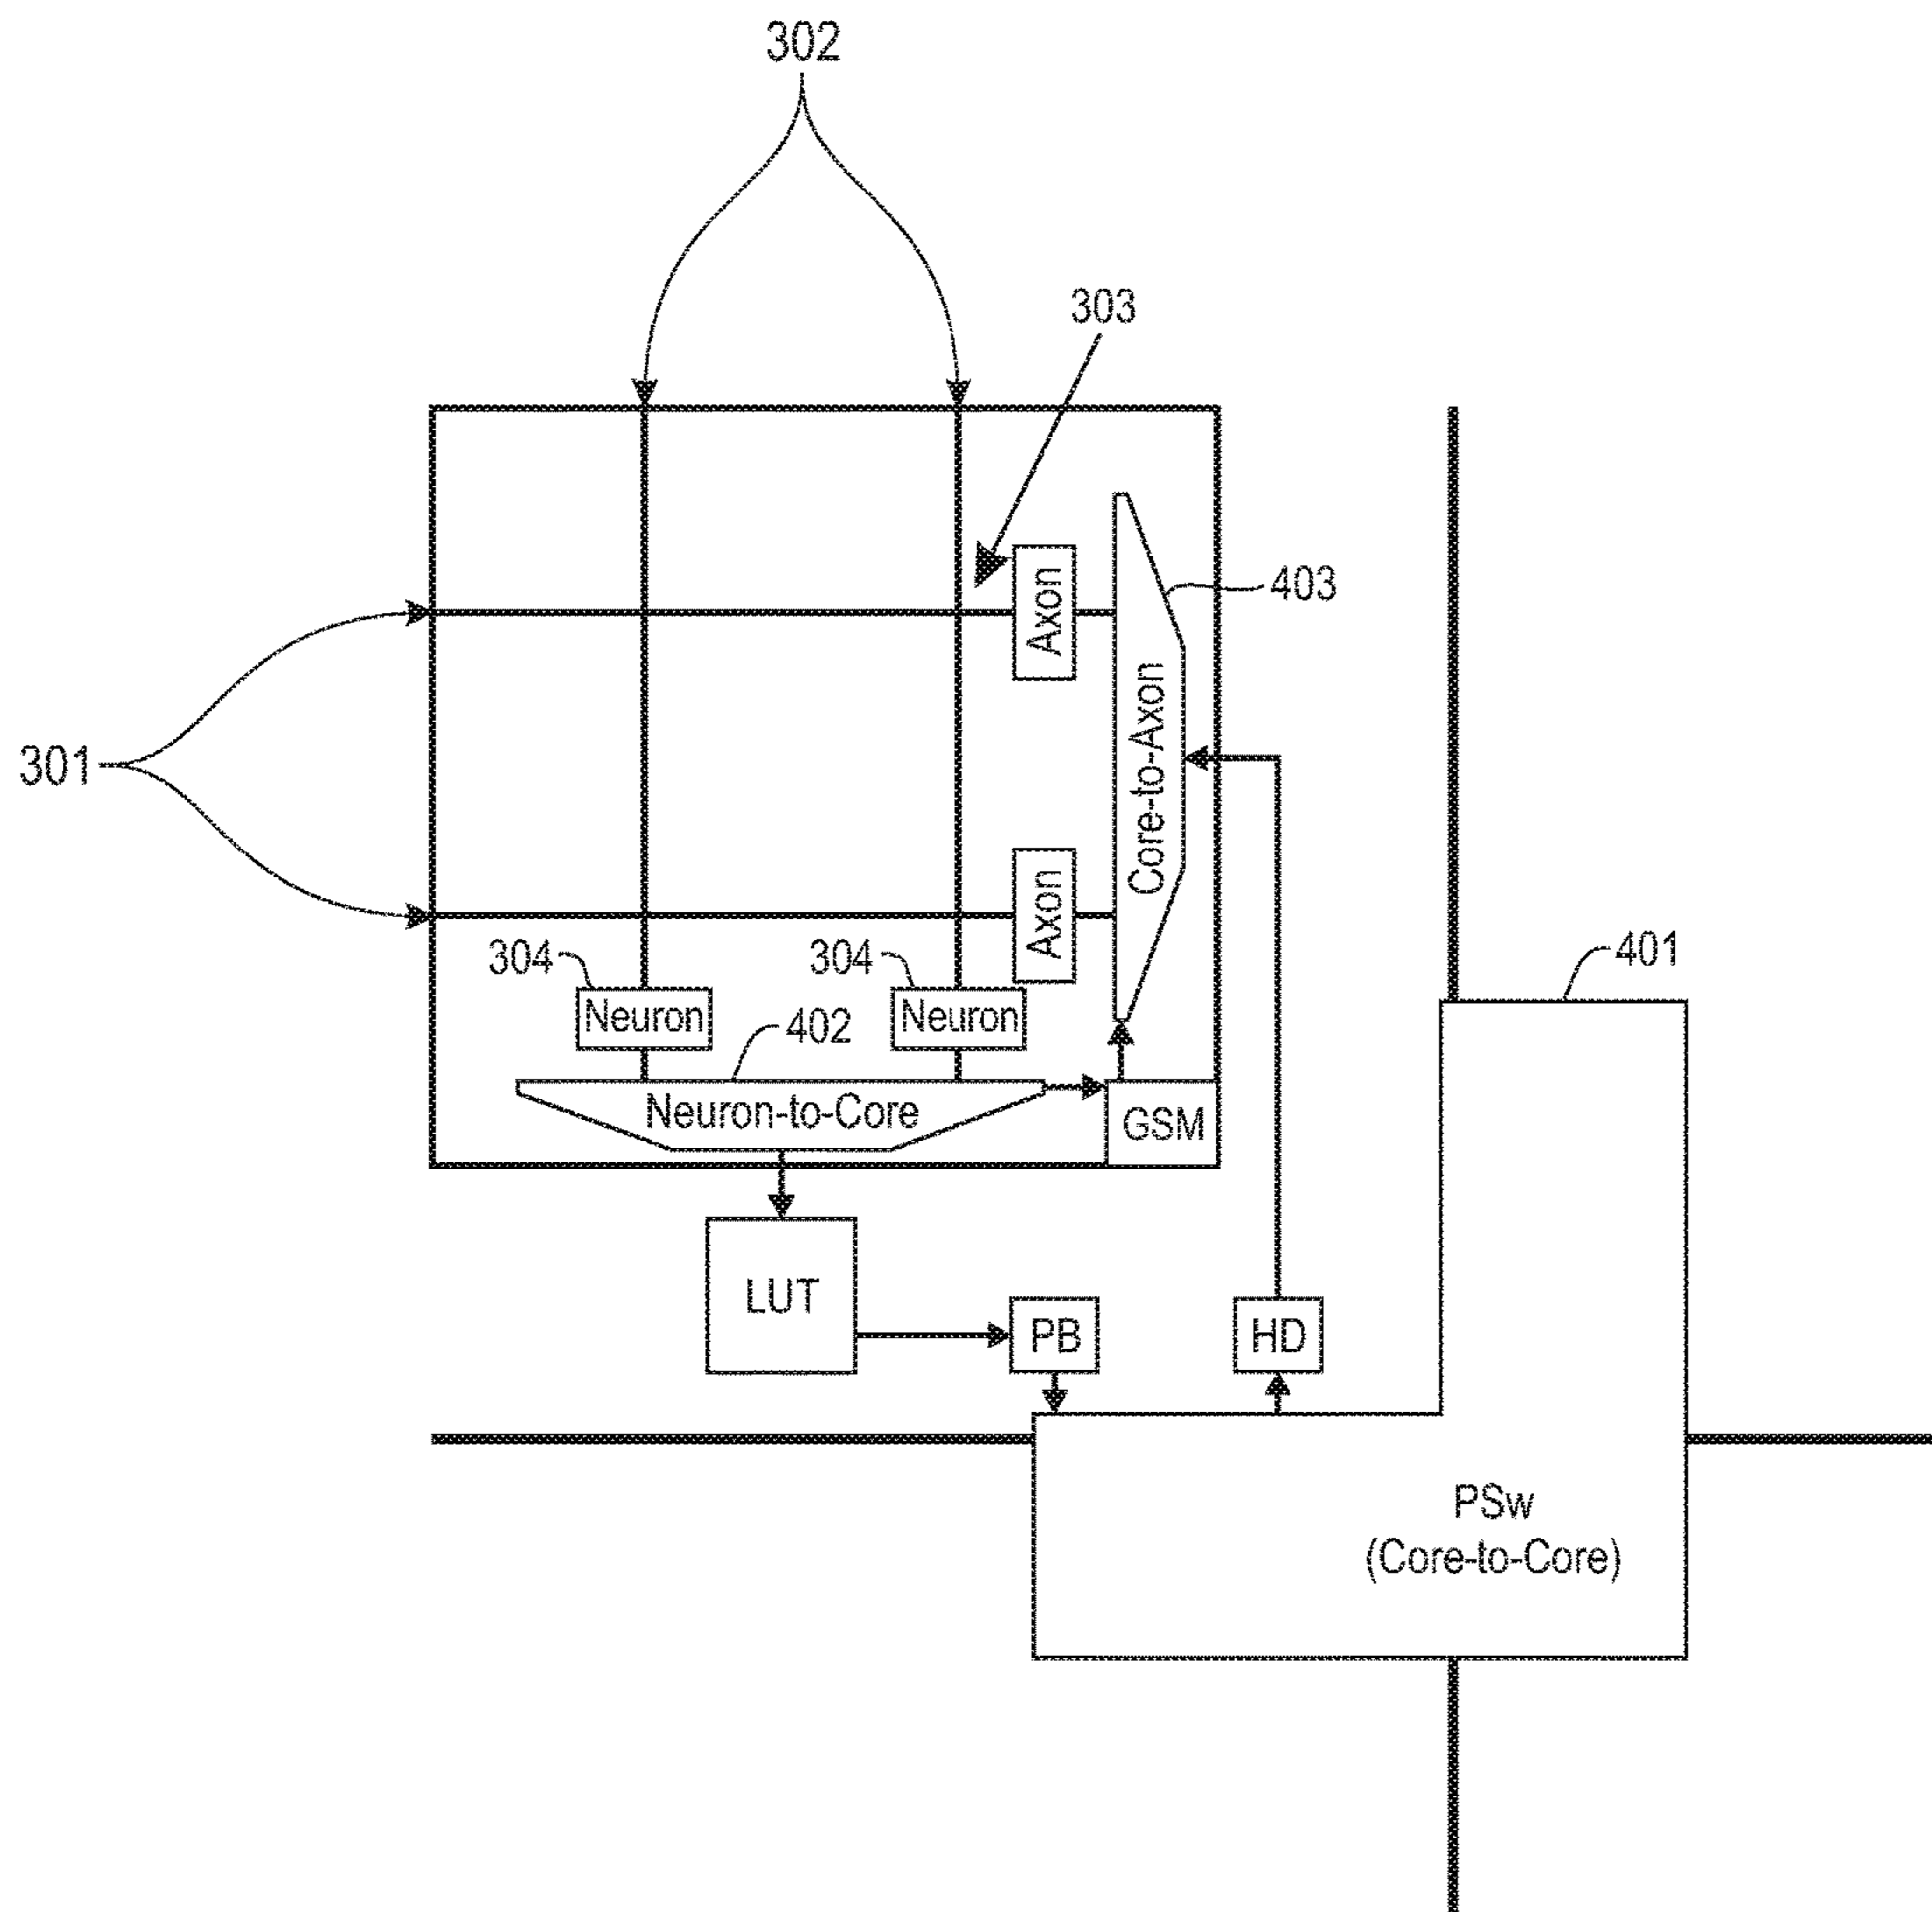 302
303
403
Axon
Core-to-Axon
301
Axon
304
304
401
Neuron
402
Neuron
Neuron-to-Core
GSM
LUT
PB
HD
PSw
(Core-to-Core)